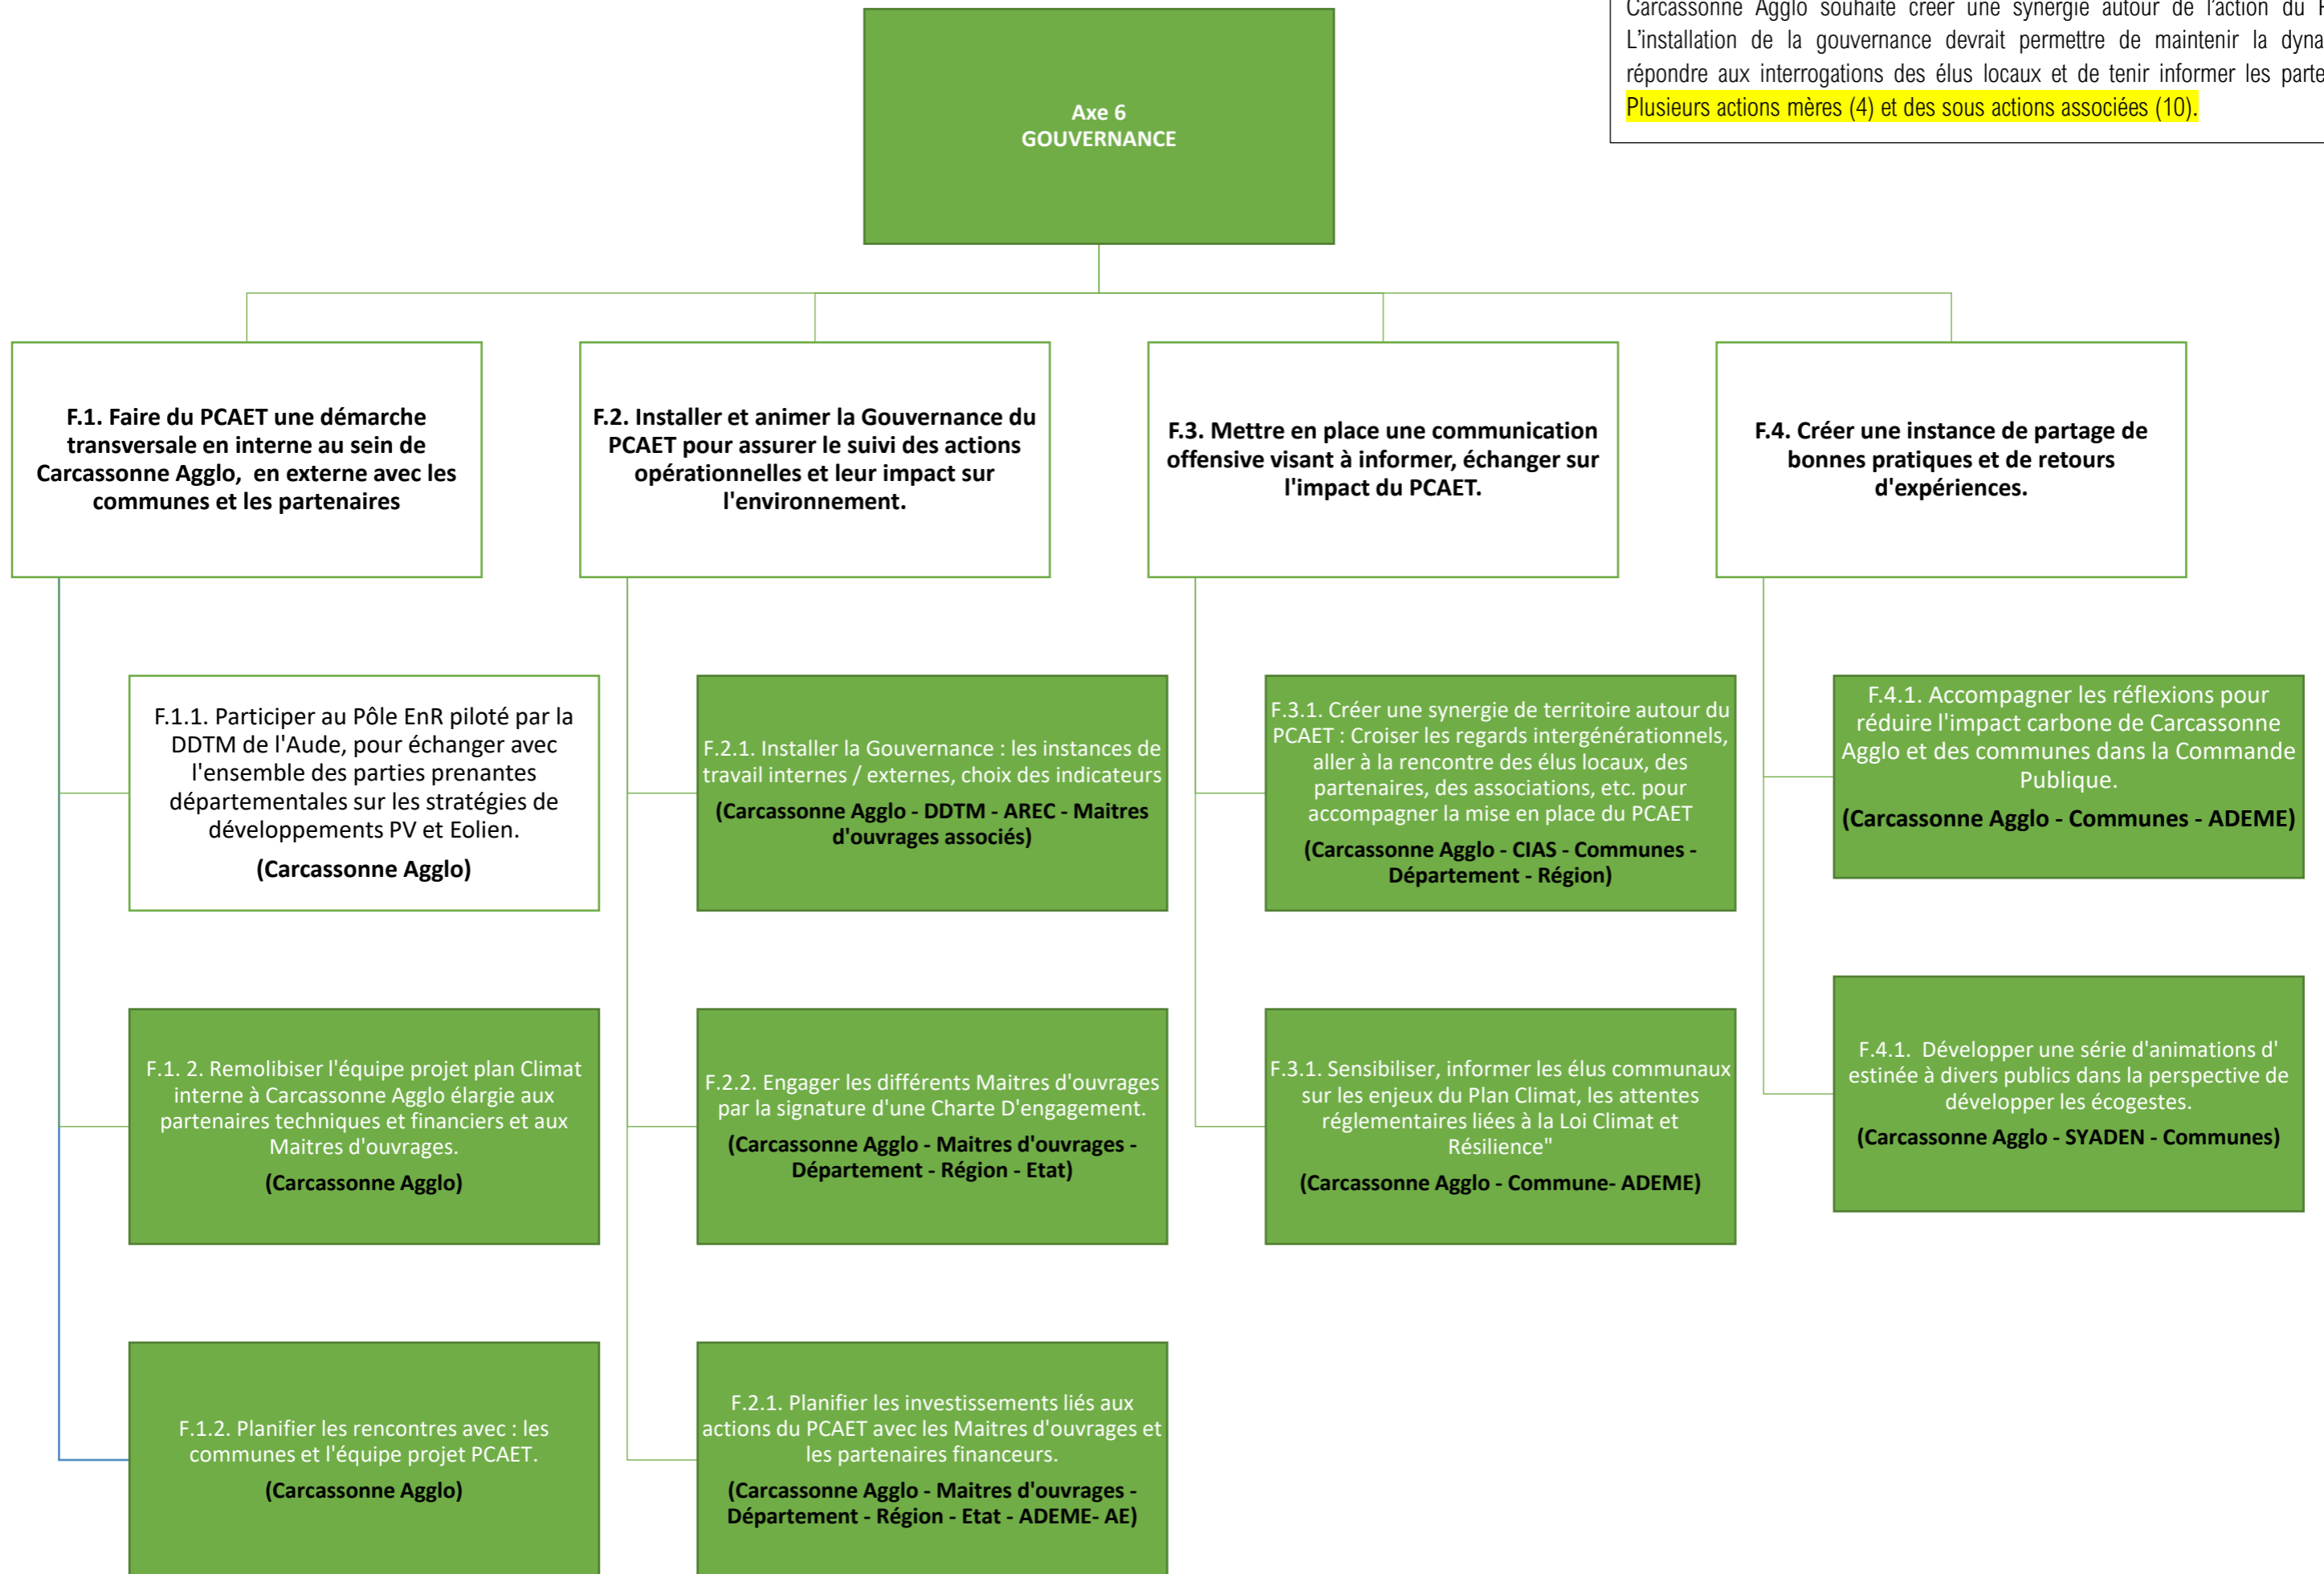 Carcassonne Agglo souhaite créer une synergie autour de l'action du
L'installation de la gouvernance devrait permettre de maintenir la
répondre aux interrogations des élus locaux et de tenir informer les
Plusieurs actions mères (4) et des sous actions associées (10).
Axe 6
GOUVERNANCE
F.1. Faire du PCAET une démarche
transversale en interne au sein de
Carcassonne Agglo, en externe avec les
communes et les partenaires
F.2. Installer et animer la Gouvernance du
PCAET pour assurer le suivi des actions
opérationnelles et leur impact sur
l'environnement.
F.3. Mettre en place une communication
offensive visant à informer, échanger sur
l'impact du PCAET.
F.4. Créer une instance de partage de
bonnes pratiques et de retours
d'expériences.
F.1.1. Participer au Pôle EnR piloté par la
DDTM de l'Aude, pour échanger avec
l'ensemble des parties prenantes
départementales sur les stratégies de
développements PV et Eolien.
(Carcassonne Agglo)
F.1. 2. Remolibiser l'équipe projet plan Climat
interne à Carcassonne Agglo élargie aux
partenaires techniques et financiers et aux
Maitres d'ouvrages.
(Carcassonne Agglo)
F.1.2. Planifier les rencontres avec : les
communes et l'équipe projet PCAET.
(Carcassonne Agglo)
F.2.1. Installer la Gouvernance : les instances de
travail internes / externes, choix des indicateurs
(Carcassonne Agglo - DDTM - AREC - Maitres
d'ouvrages associés)
F.2.2. Engager les différents Maitres d'ouvrages
par la signature d'une Charte D'engagement.
(Carcassonne Agglo - Maitres d'ouvrages -
Département - Région - Etat)
F.2.1. Planifier les investissements liés aux
actions du PCAET avec les Maitres d'ouvrages et
les partenaires financeurs.
(Carcassonne Agglo - Maitres d'ouvrages -
Département - Région - Etat - ADEME- AE)
F.3.1. Créer une synergie de territoire autour du
PCAET : Croiser les regards intergénérationnels,
aller à la rencontre des élus locaux, des
partenaires, des associations, etc. pour
accompagner la mise en place du PCAET
(Carcassonne Agglo - CIAS - Communes -
Département - Région)
F.3.1. Sensibiliser, informer les élus communaux
sur les enjeux du Plan Climat, les attentes
réglementaires liées à la Loi Climat et
Résilience"
(Carcassonne Agglo - Commune- ADEME)
F.4.1. Accompagner les réflexions pour
réduire l'impact carbone de Carcassonne
Agglo et des communes dans la Commande
Publique.
(Carcassonne Agglo - Communes - ADEME)
F.4.1. Développer une série d'animations d'
estinée à divers publics dans la perspective de
développer les écogestes.
(Carcassonne Agglo - SYADEN - Communes)